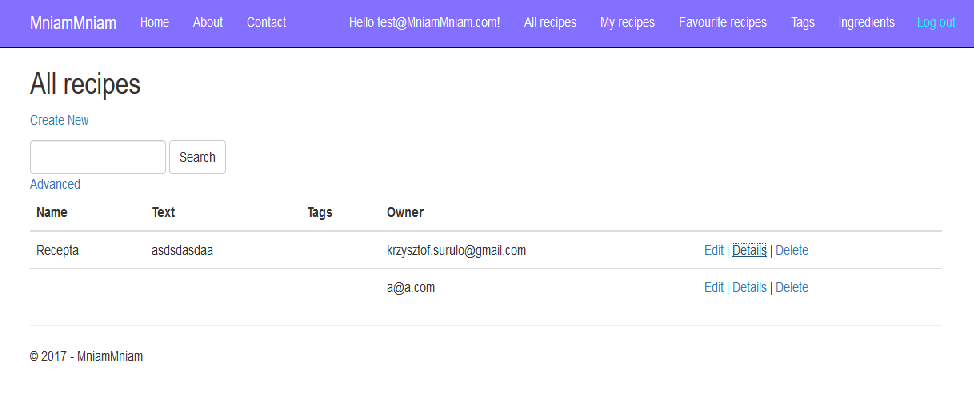 MniamMniam Home About Contact Hello test@MniamMniam.com! All recipes My recipes Favourite recipes Tags Ingredients Log out
All recipes
Create New
Search
Advanced
Name Text Tags Owner
Recepta asdsdasdaa krzysztof.surulo@gmail.com Edit | Details | Delete
a@a.com Edit | Details | Delete
© 2017 - MniamMniam